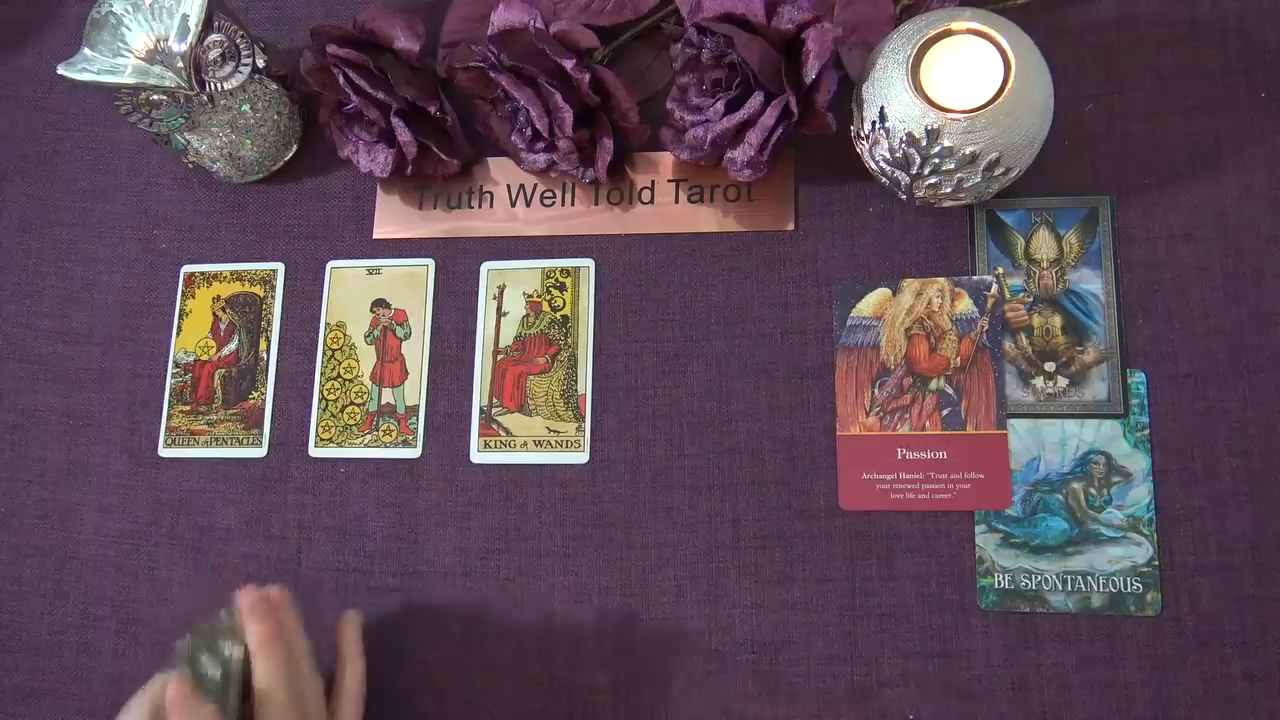 Truth Well Told Tarot
QUEEN of PENTACLES
VII
KING of WANDS
KN
SWORDS
Passion
Archangel Haniel: "Trust and follow
your renewed passion in your
love life and career."
BE SPONTANEOUS